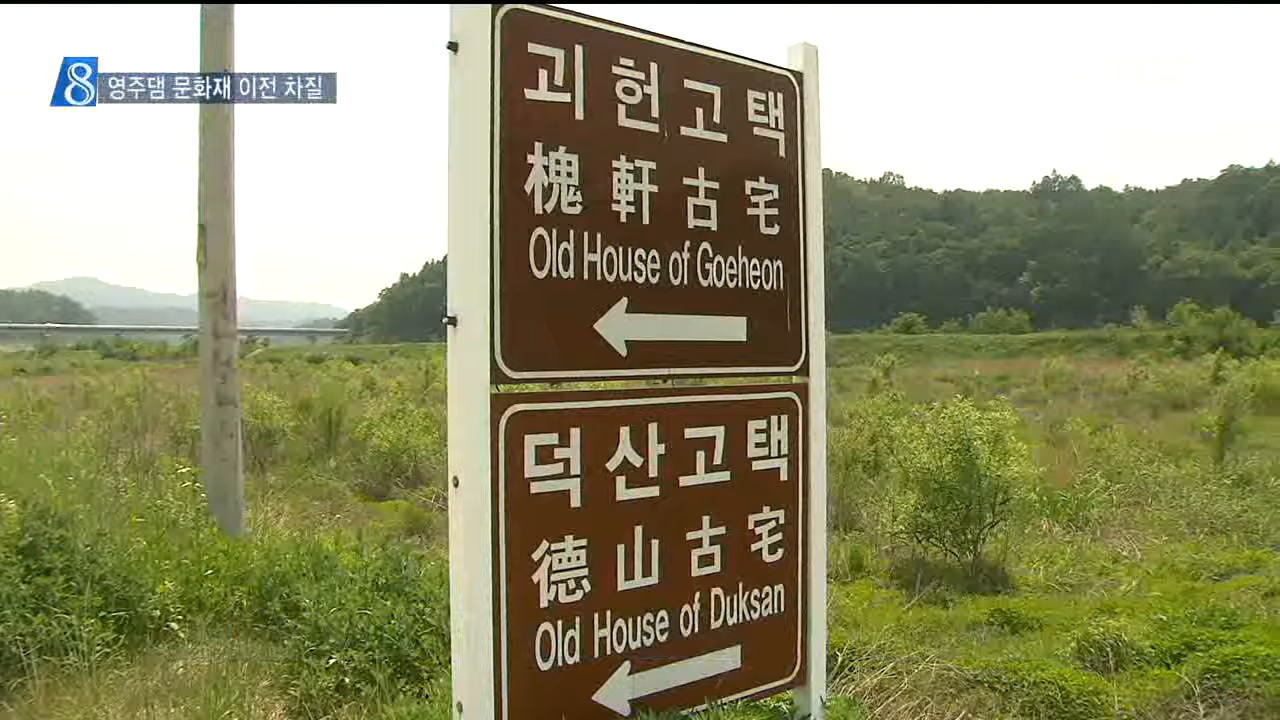 8 영주댐 문화재 이전 차질
괴헌고택
槐軒古宅
Old House of Goeheon
덕산고택
德山古宅
Old House of Duksan